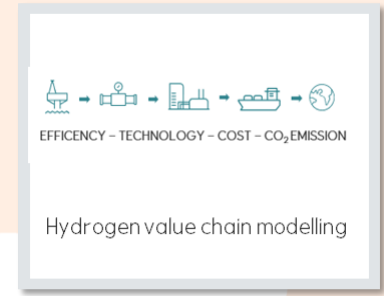 EFFICENCY – TECHNOLOGY – COST – CO₂ EMISSION
Hydrogen value chain modelling